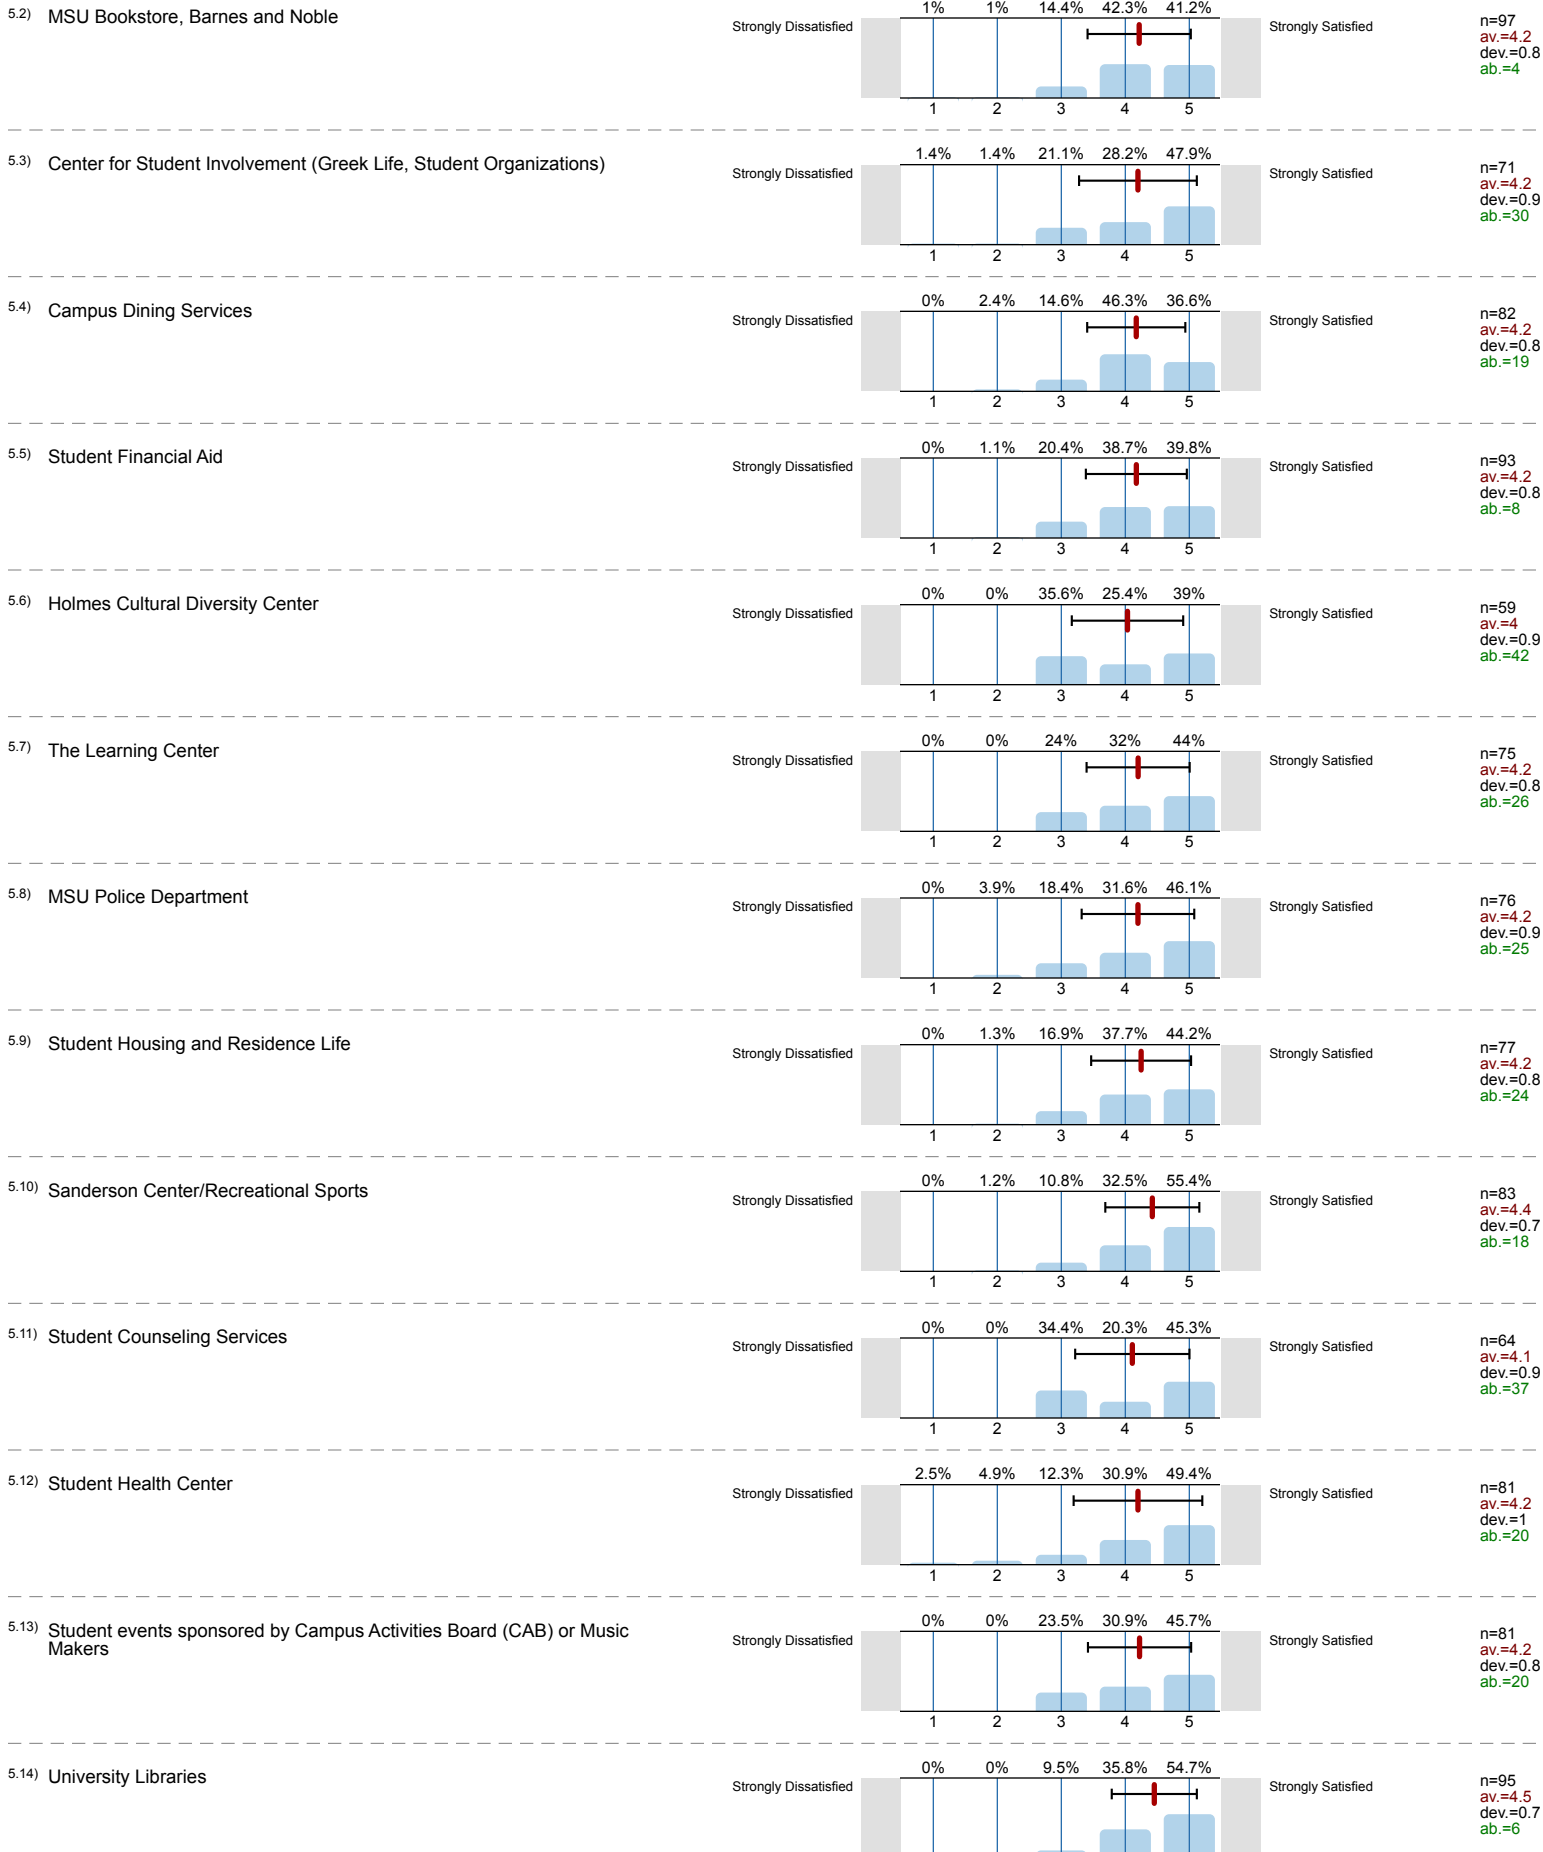 5.2) MSU Bookstore, Barnes and Noble
1% 1% 14.4% 42.3% 41.2%
Strongly Dissatisfied Strongly Satisfied
n=97
av.=4.2
dev.=0.8
ab.=4
1 2 3 4 5
5.3) Center for Student Involvement (Greek Life, Student Organizations)
1.4% 1.4% 21.1% 28.2% 47.9%
Strongly Dissatisfied Strongly Satisfied
n=71
av.=4.2
dev.=0.9
ab.=30
1 2 3 4 5
5.4) Campus Dining Services
0% 2.4% 14.6% 46.3% 36.6%
Strongly Dissatisfied Strongly Satisfied
n=82
av.=4.2
dev.=0.8
ab.=19
1 2 3 4 5
5.5) Student Financial Aid
0% 1.1% 20.4% 38.7% 39.8%
Strongly Dissatisfied Strongly Satisfied
n=93
av.=4.2
dev.=0.8
ab.=8
1 2 3 4 5
5.6) Holmes Cultural Diversity Center
0% 0% 35.6% 25.4% 39%
Strongly Dissatisfied Strongly Satisfied
n=59
av.=4
dev.=0.9
ab.=42
1 2 3 4 5
5.7) The Learning Center
0% 0% 24% 32% 44%
Strongly Dissatisfied Strongly Satisfied
n=75
av.=4.2
dev.=0.8
ab.=26
1 2 3 4 5
5.8) MSU Police Department
0% 3.9% 18.4% 31.6% 46.1%
Strongly Dissatisfied Strongly Satisfied
n=76
av.=4.2
dev.=0.9
ab.=25
1 2 3 4 5
5.9) Student Housing and Residence Life
0% 1.3% 16.9% 37.7% 44.2%
Strongly Dissatisfied Strongly Satisfied
n=77
av.=4.2
dev.=0.8
ab.=24
1 2 3 4 5
5.10) Sanderson Center/Recreational Sports
0% 1.2% 10.8% 32.5% 55.4%
Strongly Dissatisfied Strongly Satisfied
n=83
av.=4.4
dev.=0.7
ab.=18
1 2 3 4 5
5.11) Student Counseling Services
0% 0% 34.4% 20.3% 45.3%
Strongly Dissatisfied Strongly Satisfied
n=64
av.=4.1
dev.=0.9
ab.=37
1 2 3 4 5
5.12) Student Health Center
2.5% 4.9% 12.3% 30.9% 49.4%
Strongly Dissatisfied Strongly Satisfied
n=81
av.=4.2
dev.=1
ab.=20
1 2 3 4 5
5.13) Student events sponsored by Campus Activities Board (CAB) or Music
Makers
0% 0% 23.5% 30.9% 45.7%
Strongly Dissatisfied Strongly Satisfied
n=81
av.=4.2
dev.=0.8
ab.=20
1 2 3 4 5
5.14) University Libraries
0% 0% 9.5% 35.8% 54.7%
Strongly Dissatisfied Strongly Satisfied
n=95
av.=4.5
dev.=0.7
ab.=6